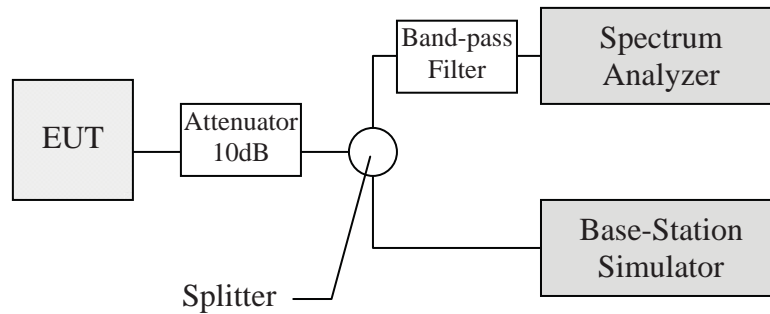 Band-pass
Filter
Spectrum
Analyzer
EUT
Attenuator
10dB
Base-Station
Simulator
Splitter